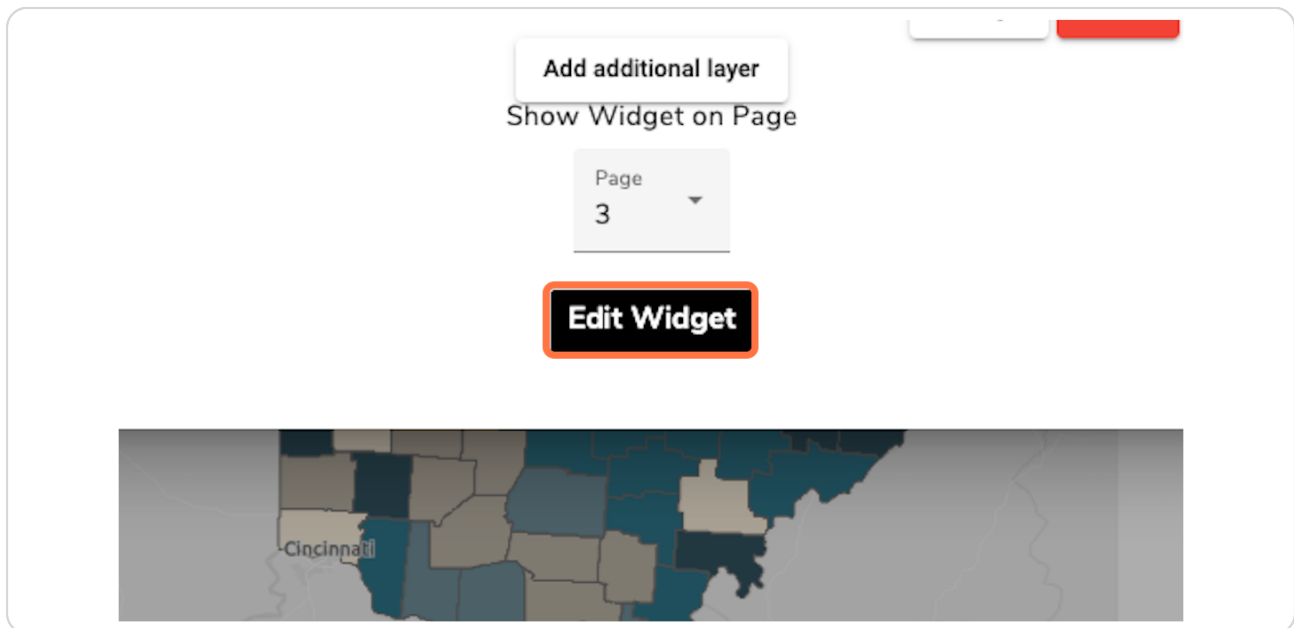 Add additional layer
Show Widget on Page
Page
3
Edit Widget
Cincinnati